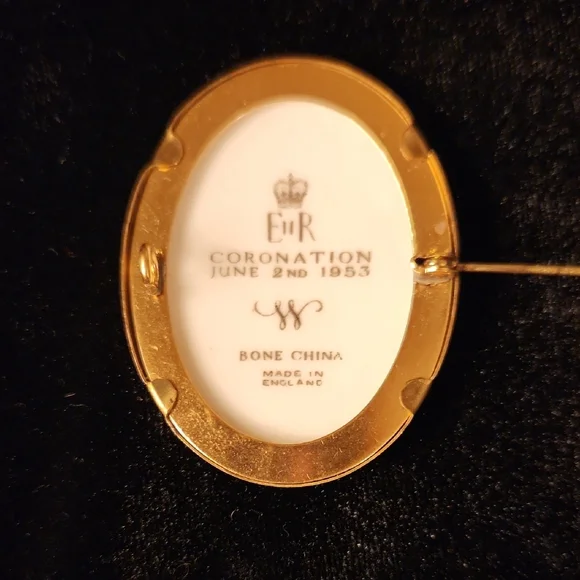 EIIR
CORONATION
JUNE 2ND 1953
W
BONE CHINA
MADE IN
ENGLAND